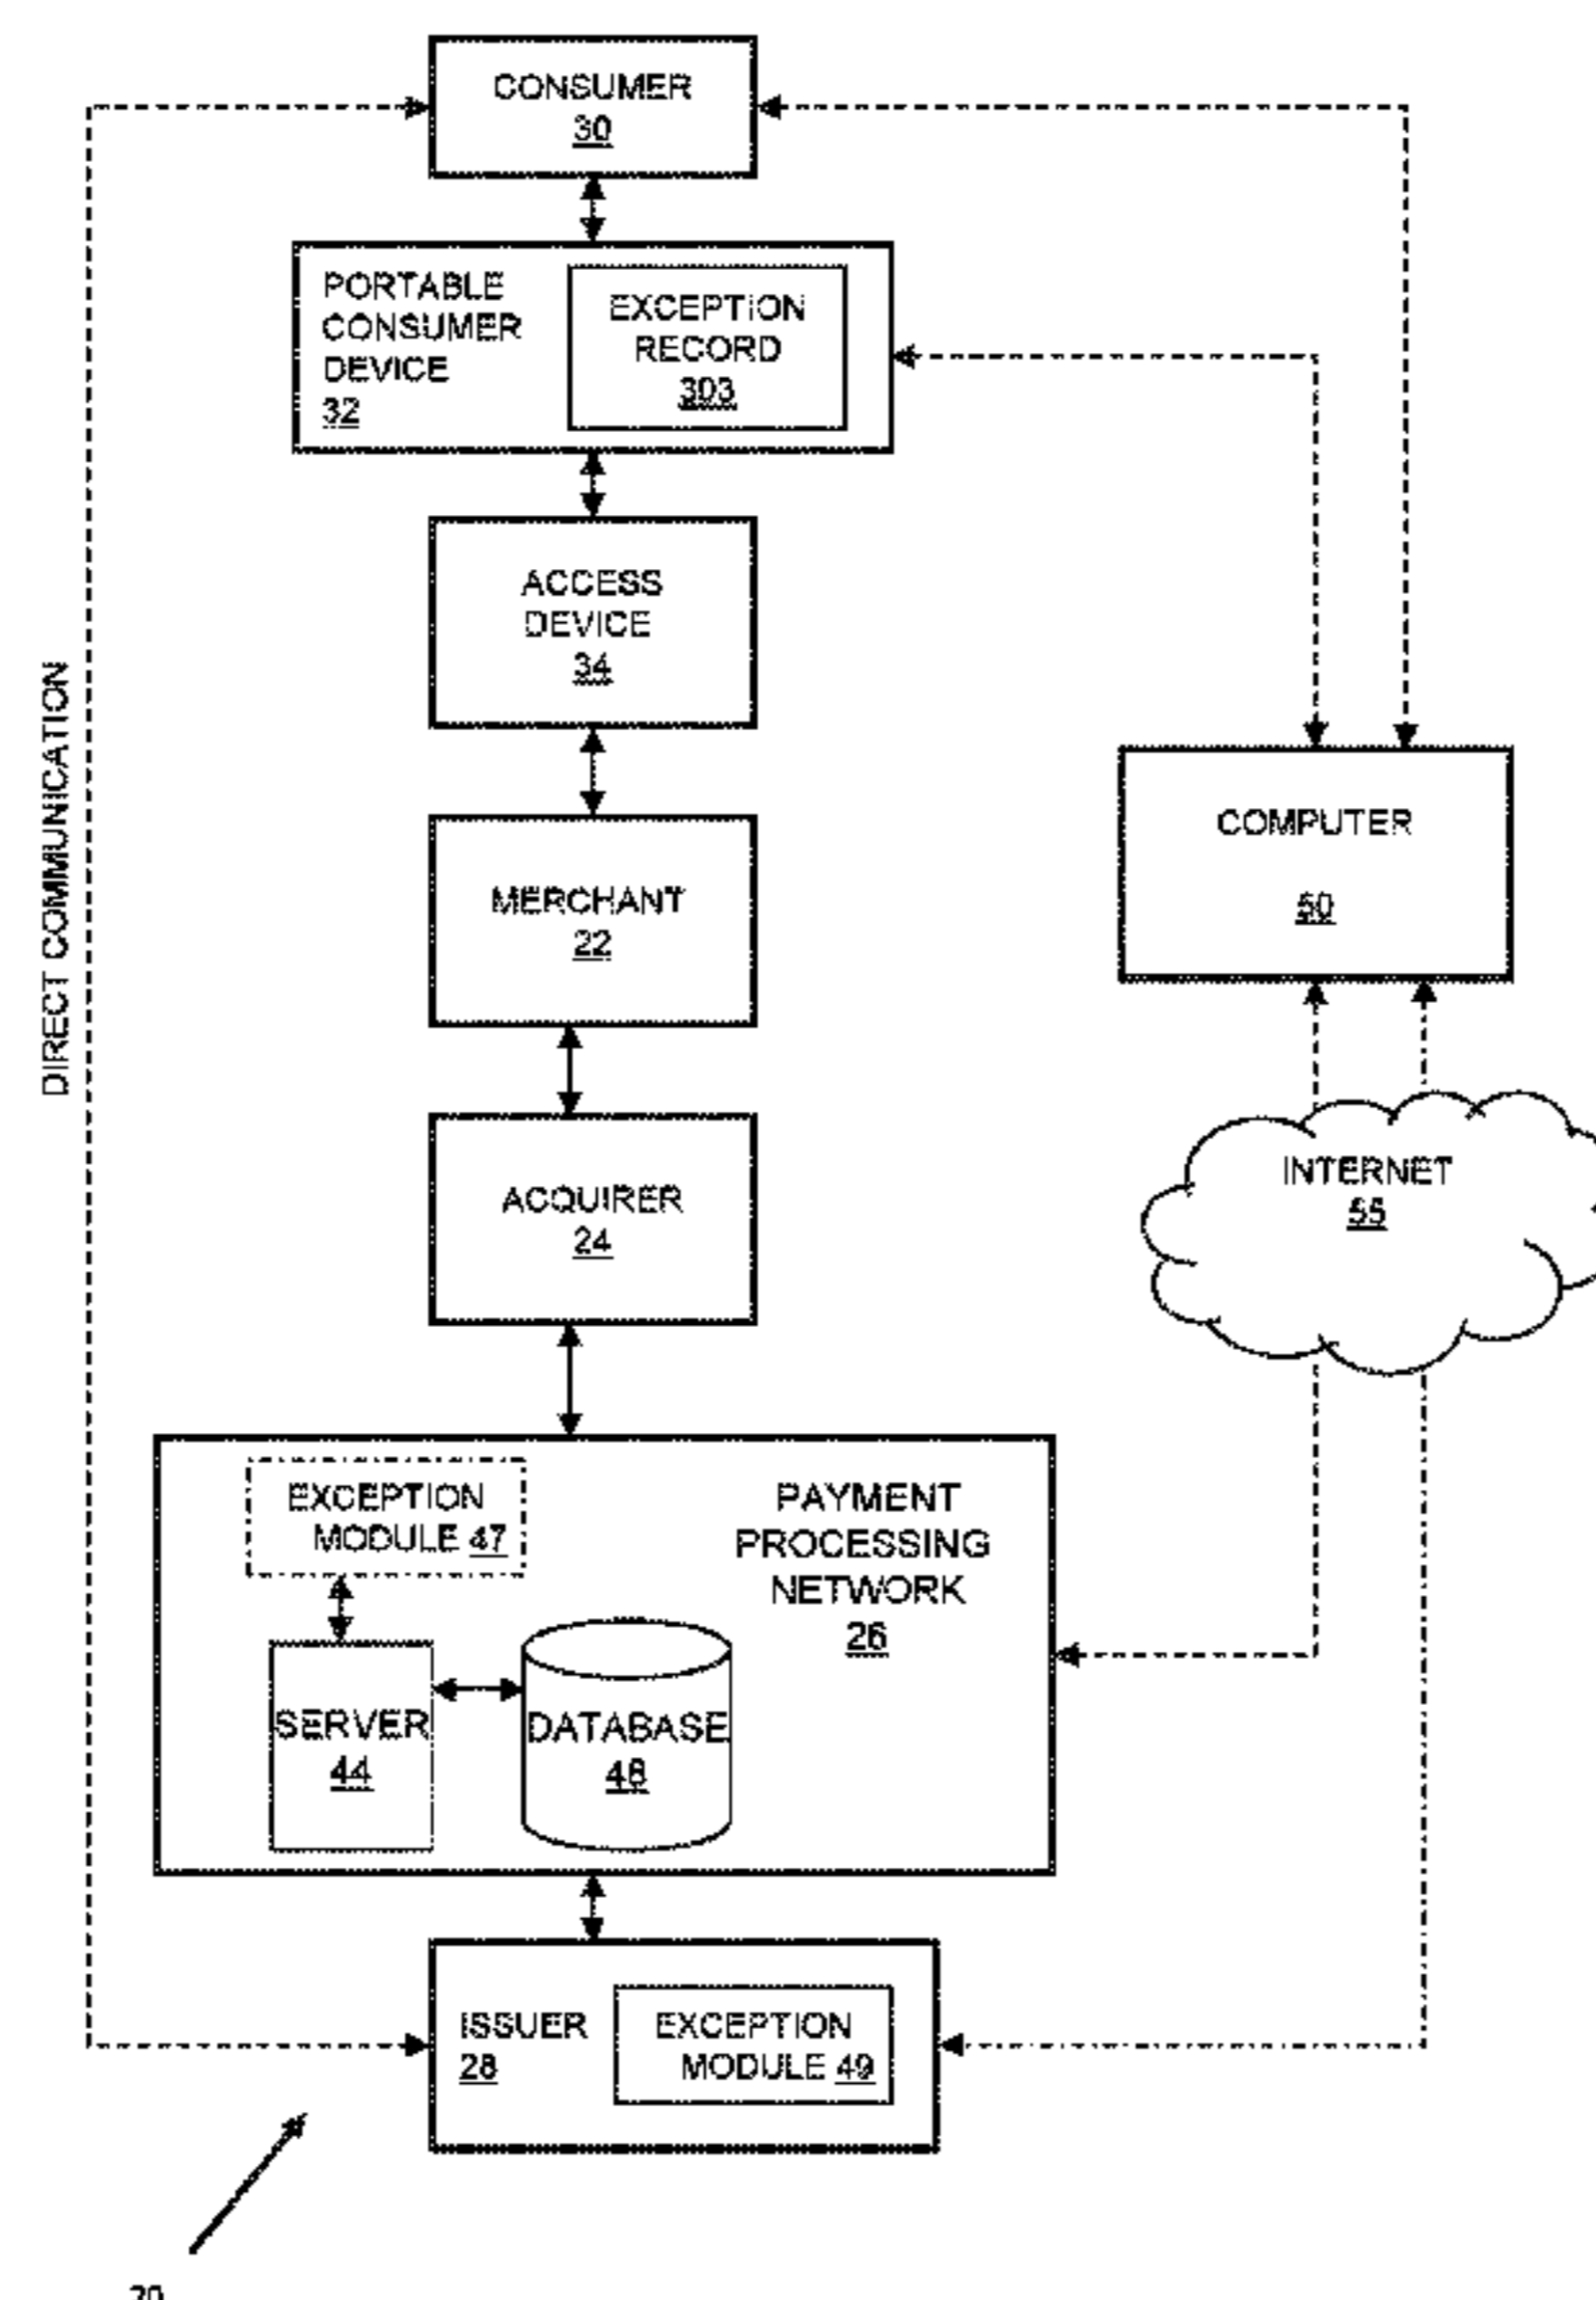 CONSUMER
30
PORTABLE
CONSUMER
DEVICE
32
EXCEPTION
RECORD
303
ACCESS
DEVICE
34
DIRECT COMMUNICATION
COMPUTER
50
MERCHANT
22
INTERNET
55
ACQUIRER
24
EXCEPTION
MODULE 47
PAYMENT
PROCESSING
NETWORK
26
SERVER
44
DATABASE
48
ISSUER
28
EXCEPTION
MODULE 49